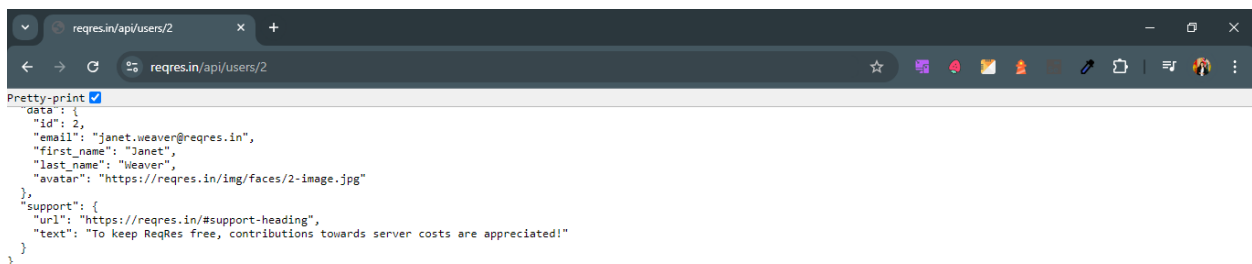 reqres.in/api/users/2
reqres.in/api/users/2
Pretty-print
"data": {
"id": 2,
"email": "janet.weaver@reqres.in",
"first_name": "Janet",
"last_name": "Weaver",
"avatar": "https://reqres.in/img/faces/2-image.jpg"
},
"support": {
"url": "https://reqres.in/#support-heading",
"text": "To keep ReqRes free, contributions towards server costs are appreciated!"
}
}